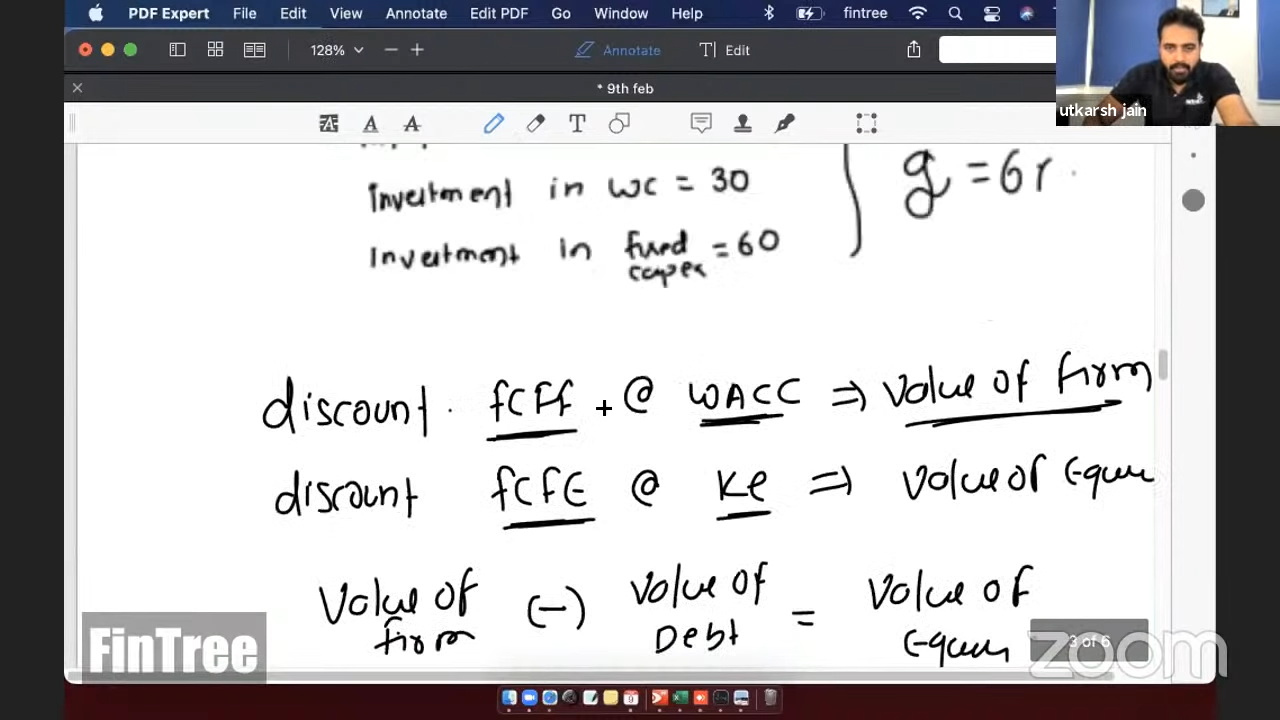 PDF Expert File Edit View Annotate Edit PDF Go Window Help fintree
128% Annotate T| Edit
* 9th feb
utkarsh jain
Investment in WC = 30
g = 6%
Investment in fixed capex = 60
discount fCFf @ WACC ⇒ Value of firm
discount fCfE @ Ke ⇒ Value of Equity
Value of firm (-) Value of Debt = Value of Equity
FinTree
3 of 6
zoom